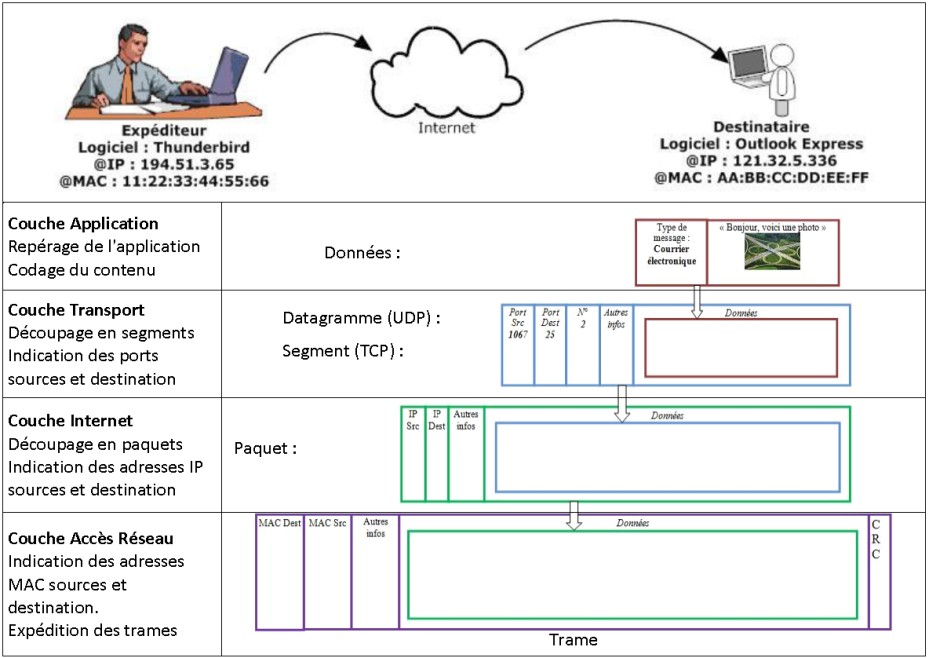 Expéditeur
Logiciel : Thunderbird
@IP : 194.51.3.65
@MAC : 11:22:33:44:55:66
Internet
Destinataire
Logiciel : Outlook Express
@IP : 121.32.5.336
@MAC : AA:BB:CC:DD:EE:FF
Couche Application
Repérage de l'application
Codage du contenu
Données :
Type de
message :
Courrier
électronique
« Bonjour, voici une photo »
Couche Transport
Découpage en segments
Indication des ports
sources et destination
Datagramme (UDP) :
Segment (TCP) :
Port
Src
1067
Port
Dest
25
N°
2
Autres
infos
Données
Couche Internet
Découpage en paquets
Indication des adresses IP
sources et destination
Paquet :
IP
Src
IP
Dest
Autres
infos
Données
Couche Accès Réseau
Indication des adresses
MAC sources et
destination.
Expédition des trames
MAC Dest
MAC Src
Autres
infos
Données
C
R
C
Trame